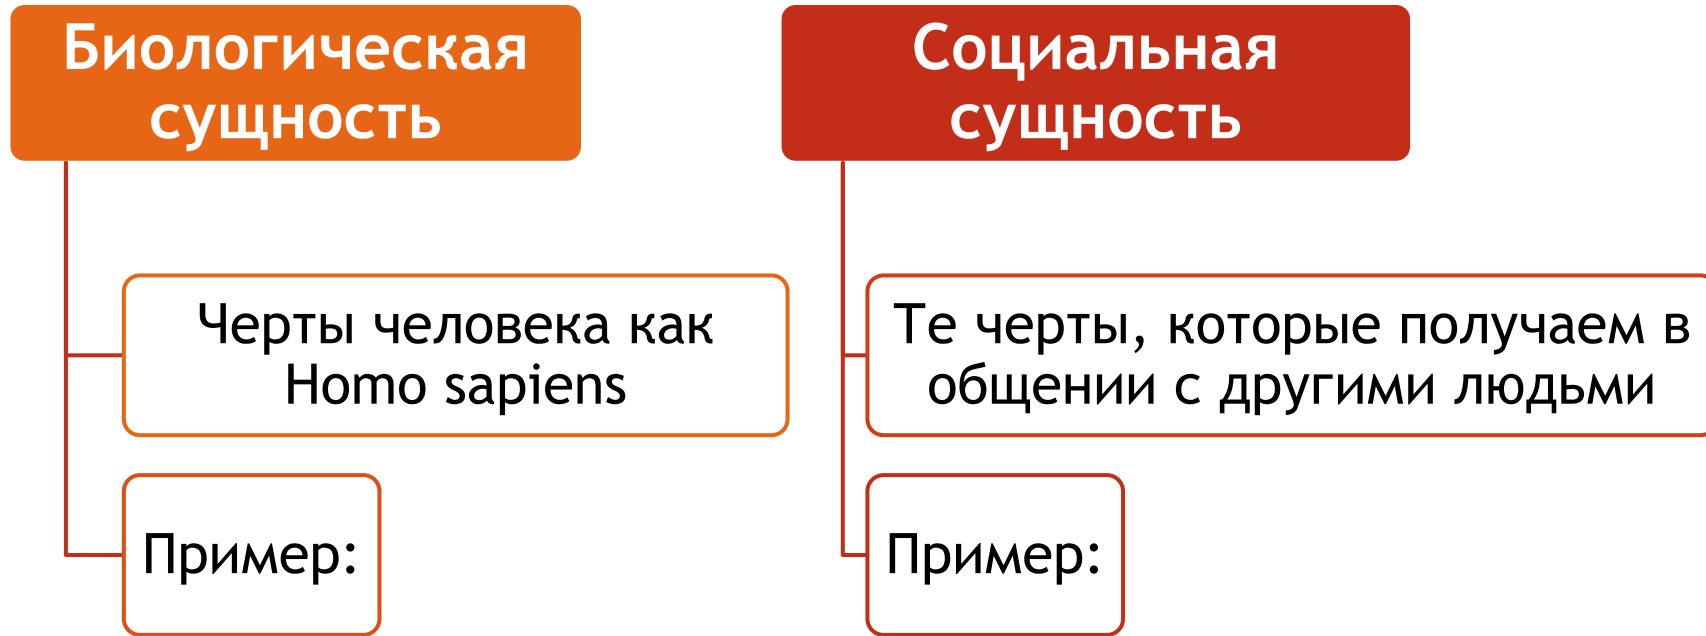 Биологическая
сущность
Черты человека как
Homo sapiens
Пример:
Социальная
сущность
Те черты, которые получаем в
общении с другими людьми
Пример: